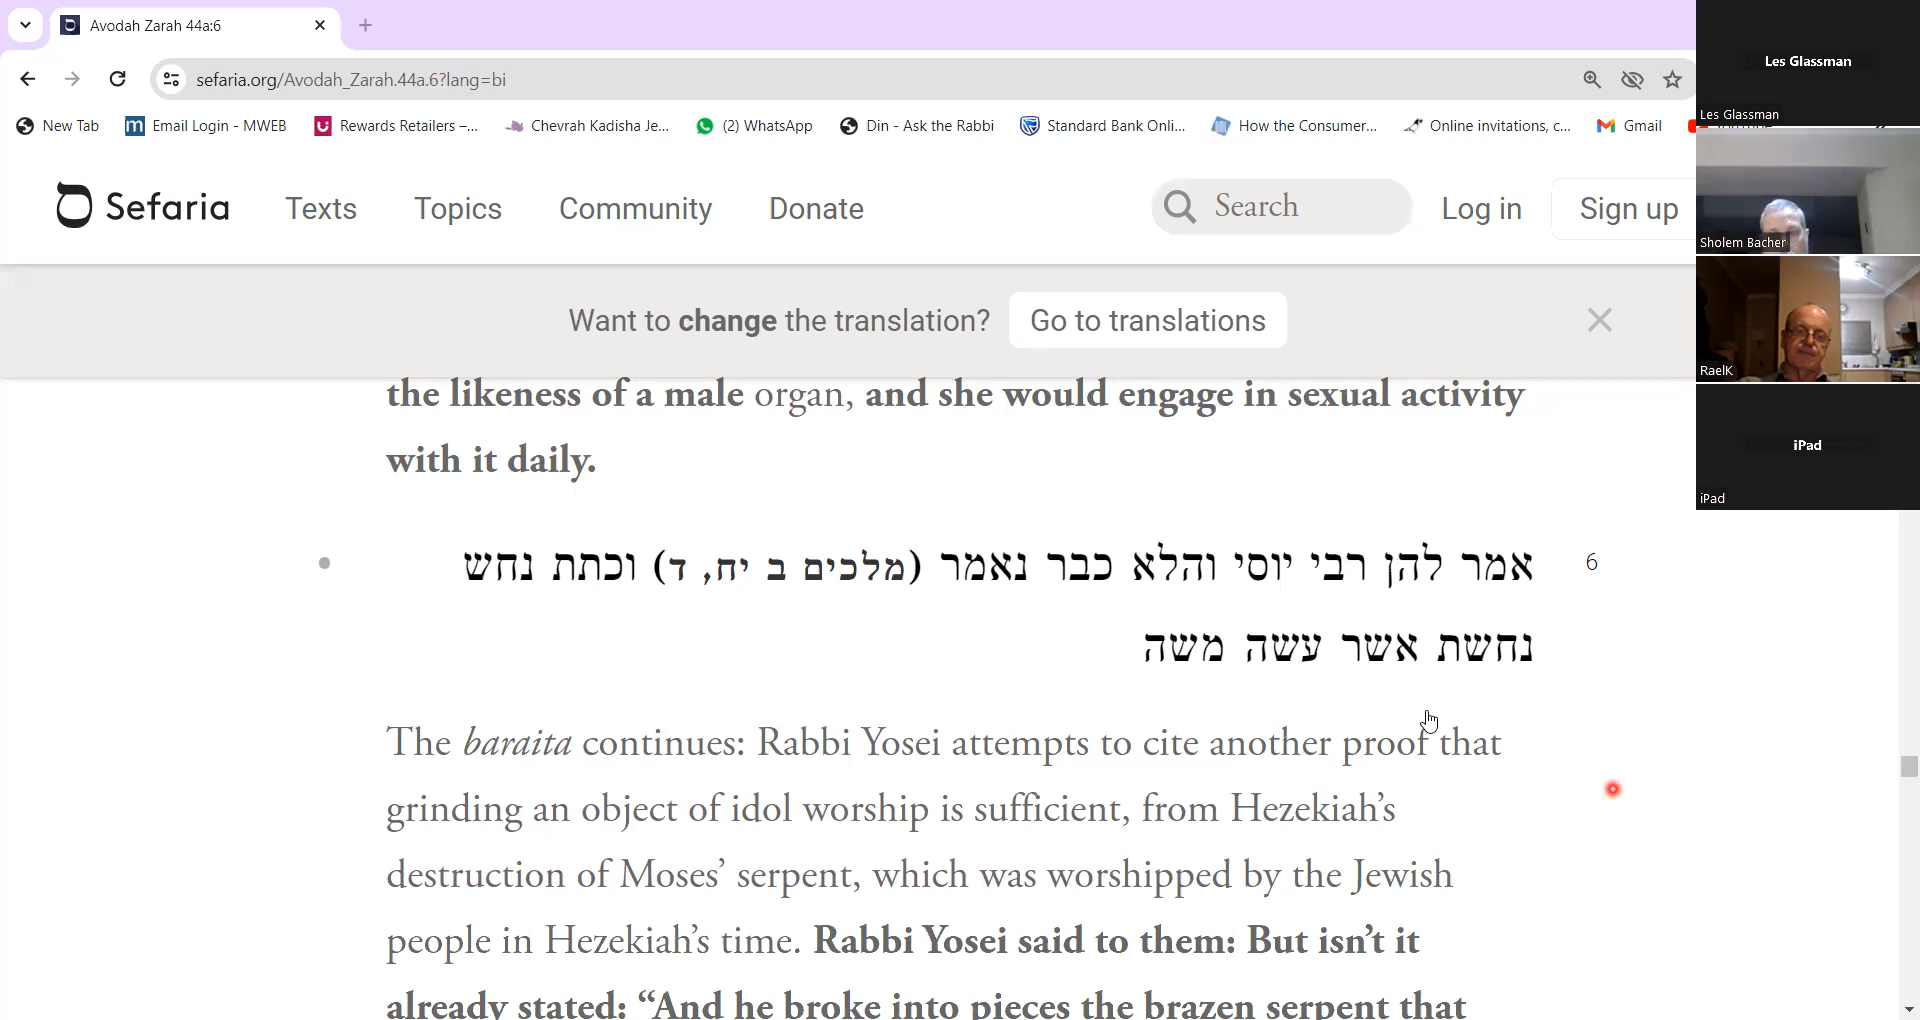 Avodah Zarah 44a:6
sefaria.org/Avodah_Zarah.44a.6?lang=bi
New Tab
Email Login - MWEB
Rewards Retailers –...
Chevrah Kadisha Je...
(2) WhatsApp
Din - Ask the Rabbi
Standard Bank Onli...
How the Consumer...
Online invitations, c...
Gmail
Sefaria
Texts
Topics
Community
Donate
Search
Log in
Sign up
Want to change the translation?
Go to translations
the likeness of a male organ, and she would engage in sexual activity
with it daily.
6
אמר להן רבי יוסי והלא כבר נאמר (מלכים ב יח, ד) וכתת נחש
נחשת אשר עשה משה
The baraita continues: Rabbi Yosei attempts to cite another proof that
grinding an object of idol worship is sufficient, from Hezekiah’s
destruction of Moses’ serpent, which was worshipped by the Jewish
people in Hezekiah’s time. Rabbi Yosei said to them: But isn’t it
already stated: “And he broke into pieces the brazen serpent that
Les Glassman
Les Glassman
Sholem Bacher
RaelK
iPad
iPad